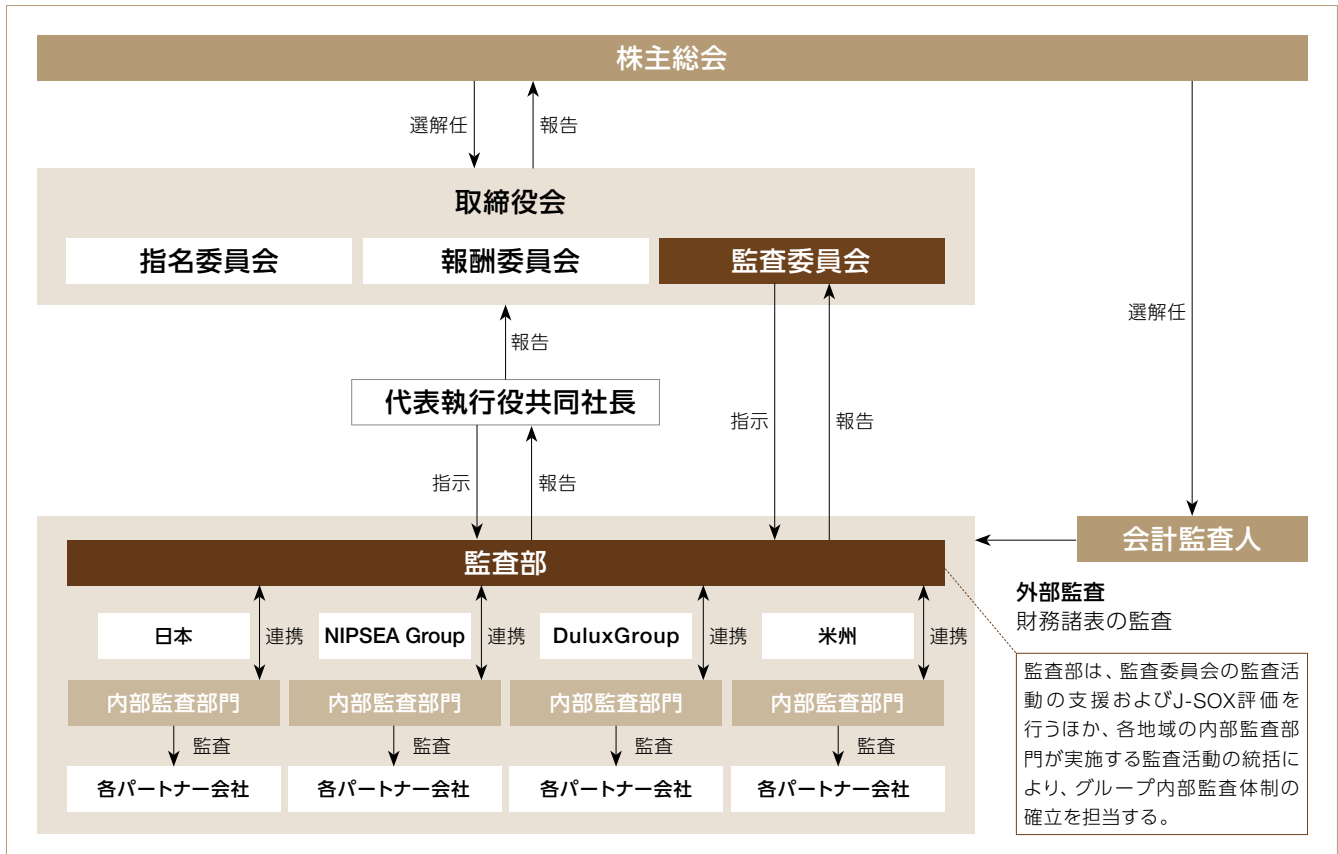 株主総会
選解任
報告
取締役会
指名委員会
報酬委員会
監査委員会
報告
選解任
代表執行役共同社長
指示
報告
指示
報告
監査部
会計監査人
外部監査
財務諸表の監査
日本
連携
NIPSEA Group
連携
DuluxGroup
連携
米州
連携
内部監査部門
内部監査部門
内部監査部門
内部監査部門
監査
監査
監査
監査
各パートナー会社
各パートナー会社
各パートナー会社
各パートナー会社
監査部は、監査委員会の監査活
動の支援およびJ-SOX評価を
行うほか、各地域の内部監査部
門が実施する監査活動の統括に
より、グループ内部監査体制の
確立を担当する。